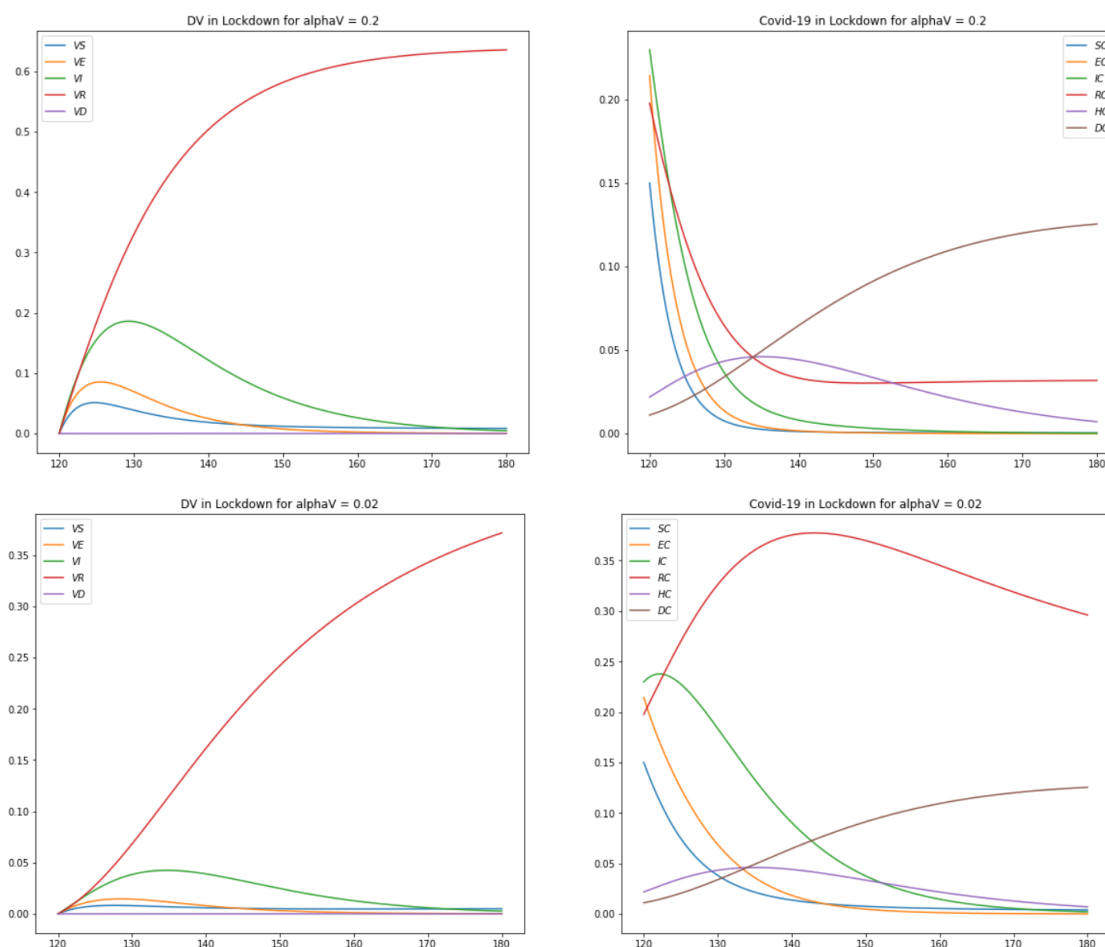 DV in Lockdown for alphaV = 0.2
VS
VE
VI
VR
VD
0.6
0.5
0.4
0.3
0.2
0.1
0.0
120 130 140 150 160 170 180
Covid-19 in Lockdown for alphaV = 0.2
SC
EC
IC
RC
HC
DC
0.20
0.15
0.10
0.05
0.00
120 130 140 150 160 170 180
DV in Lockdown for alphaV = 0.02
VS
VE
VI
VR
VD
0.35
0.30
0.25
0.20
0.15
0.10
0.05
0.00
120 130 140 150 160 170 180
Covid-19 in Lockdown for alphaV = 0.02
SC
EC
IC
RC
HC
DC
0.35
0.30
0.25
0.20
0.15
0.10
0.05
0.00
120 130 140 150 160 170 180